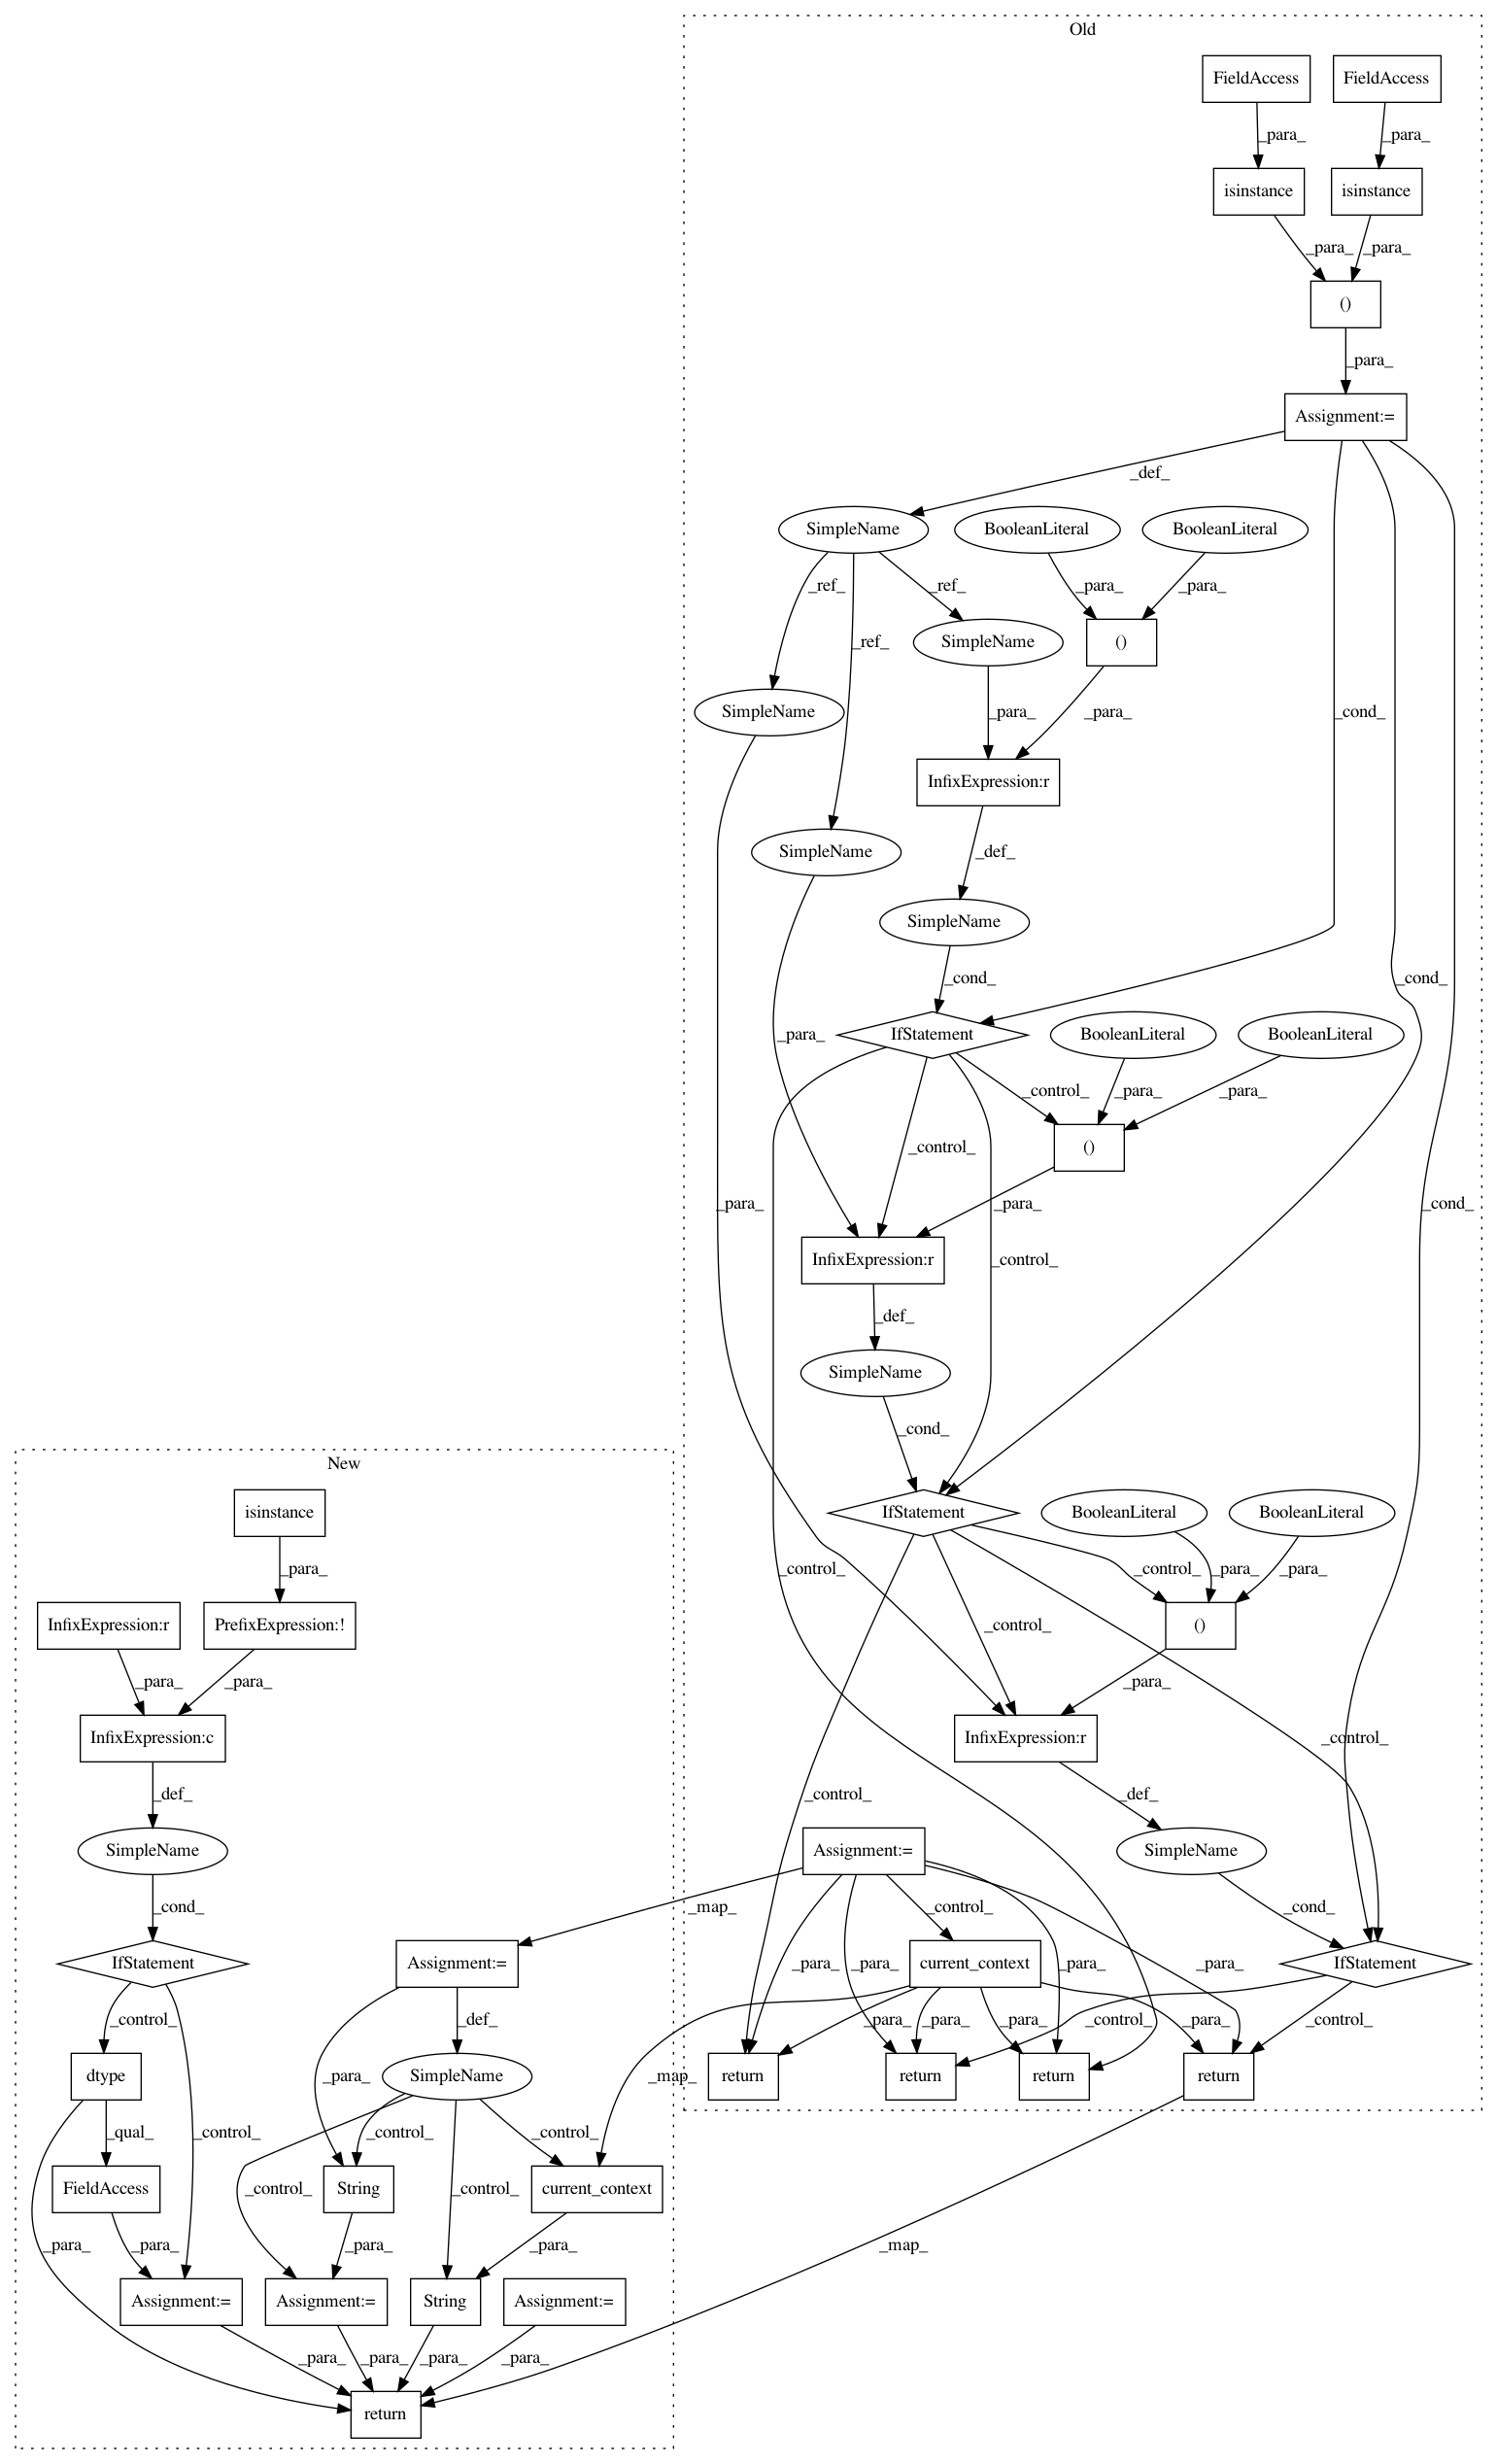 Old
FieldAccess
FieldAccess
_para_
_para_
isinstance
isinstance
_para_
_para_
()
_para_
Assignment:=
_def_
SimpleName
BooleanLiteral
BooleanLiteral
_ref_
_ref_
_para_
_para_
_ref_
SimpleName
()
SimpleName
_cond_
_para_
_para_
InfixExpression:r
SimpleName
_def_
SimpleName
_cond_
_cond_
BooleanLiteral
BooleanLiteral
_para_
IfStatement
_control_
_para_
_para_
()
_control_
_para_
_para_
_cond_
InfixExpression:r
_control_
_def_
SimpleName
_cond_
New
isinstance
IfStatement
BooleanLiteral
BooleanLiteral
_para_
_control_
_control_
_para_
_para_
InfixExpression:r
PrefixExpression:!
_control_
()
_para_
_para_
_para_
InfixExpression:c
InfixExpression:r
_control_
_def_
_control_
_def_
SimpleName
Assignment:=
SimpleName
_cond_
_map_
_control_
_cond_
IfStatement
Assignment:=
_para_
_para_
current_context
_para_
_para_
IfStatement
_control_
_def_
_para_
_para_
_para_
_control_
_para_
_control_
dtype
_para_
SimpleName
_map_
return
return
return
return
_qual_
_control_
_control_
_control_
_control_
_control_
FieldAccess
String
current_context
_para_
_para_
_para_
_para_
_map_
Assignment:=
Assignment:=
String
Assignment:=
_para_
_para_
_para_
_para_
return